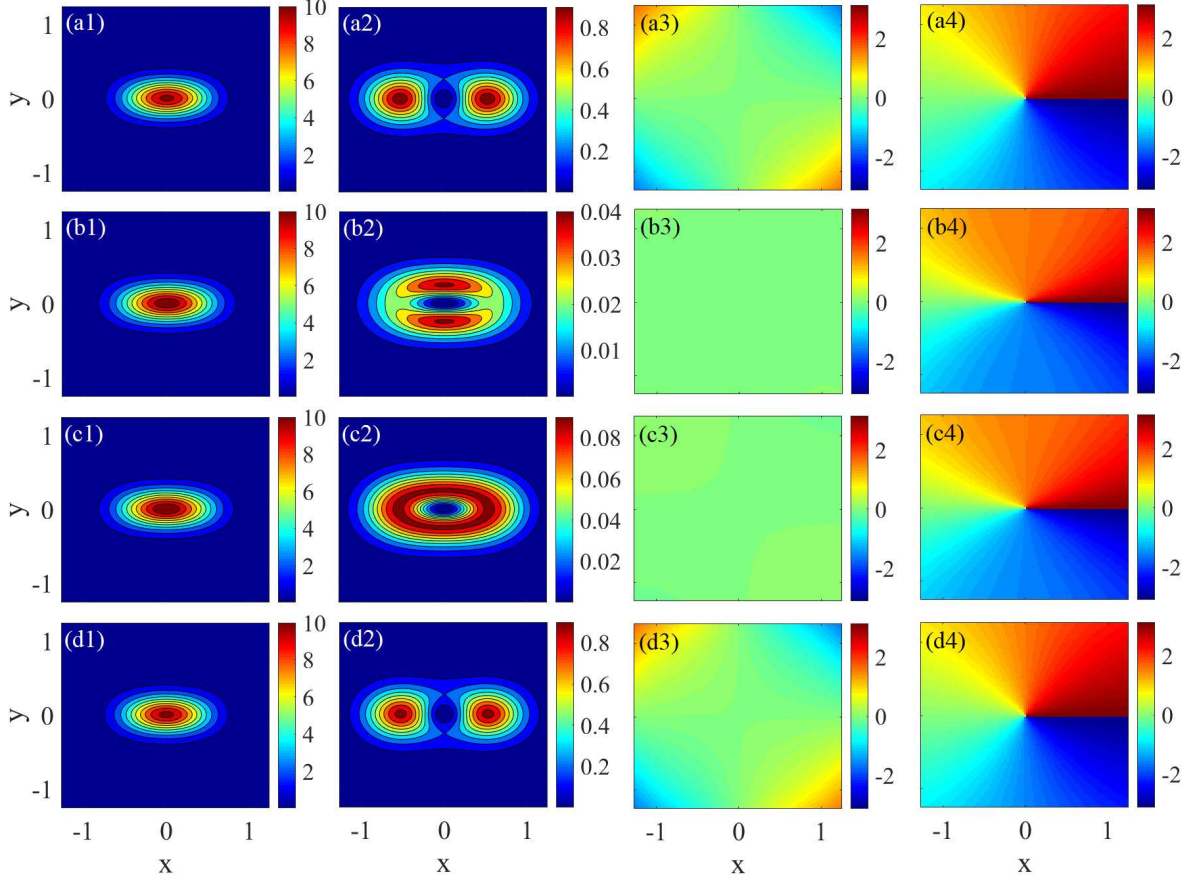 (a1) (a2) (a3) (a4)
y 1 0 -1
10 8 6 4 2
0.8 0.6 0.4 0.2
2 0 -2
2 0 -2
(b1) (b2) (b3) (b4)
y 1 0 -1
10 8 6 4 2
0.04 0.03 0.02 0.01
2 0 -2
2 0 -2
(c1) (c2) (c3) (c4)
y 1 0 -1
10 8 6 4 2
0.08 0.06 0.04 0.02
2 0 -2
2 0 -2
(d1) (d2) (d3) (d4)
y 1 0 -1
10 8 6 4 2
0.8 0.6 0.4 0.2
2 0 -2
2 0 -2
-1 0 1 -1 0 1 -1 0 1 -1 0 1
x x x x